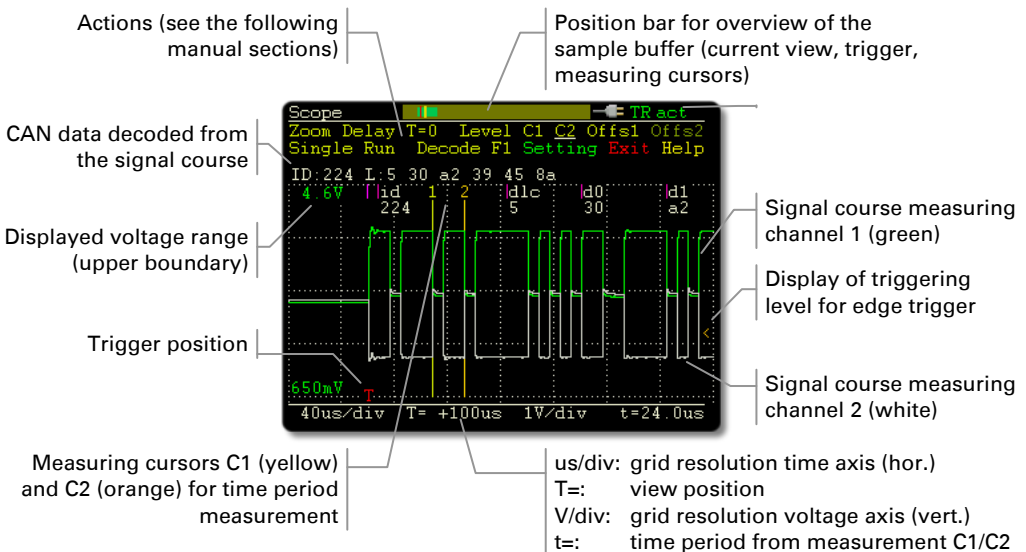 Actions (see the following
manual sections)
Position bar for overview of the
sample buffer (current view, trigger,
measuring cursors)
CAN data decoded from
the signal course
Displayed voltage range
(upper boundary)
Trigger position
Scope TR act
Zoom Delay T=0 Level C1 C2 Offs1 Offs2
Single Run Decode F1 Setting Exit Help
ID:224 L:5 30 a2 39 45 8a
4.6V id 1 2 dlc d0 d1
224 5 30 a2
650mV T <
40us/div T= +100us 1V/div t=24.0us
Signal course measuring
channel 1 (green)
Display of triggering
level for edge trigger
Signal course measuring
channel 2 (white)
Measuring cursors C1 (yellow)
and C2 (orange) for time period
measurement
us/div: grid resolution time axis (hor.)
T=: view position
V/div: grid resolution voltage axis (vert.)
t=: time period from measurement C1/C2